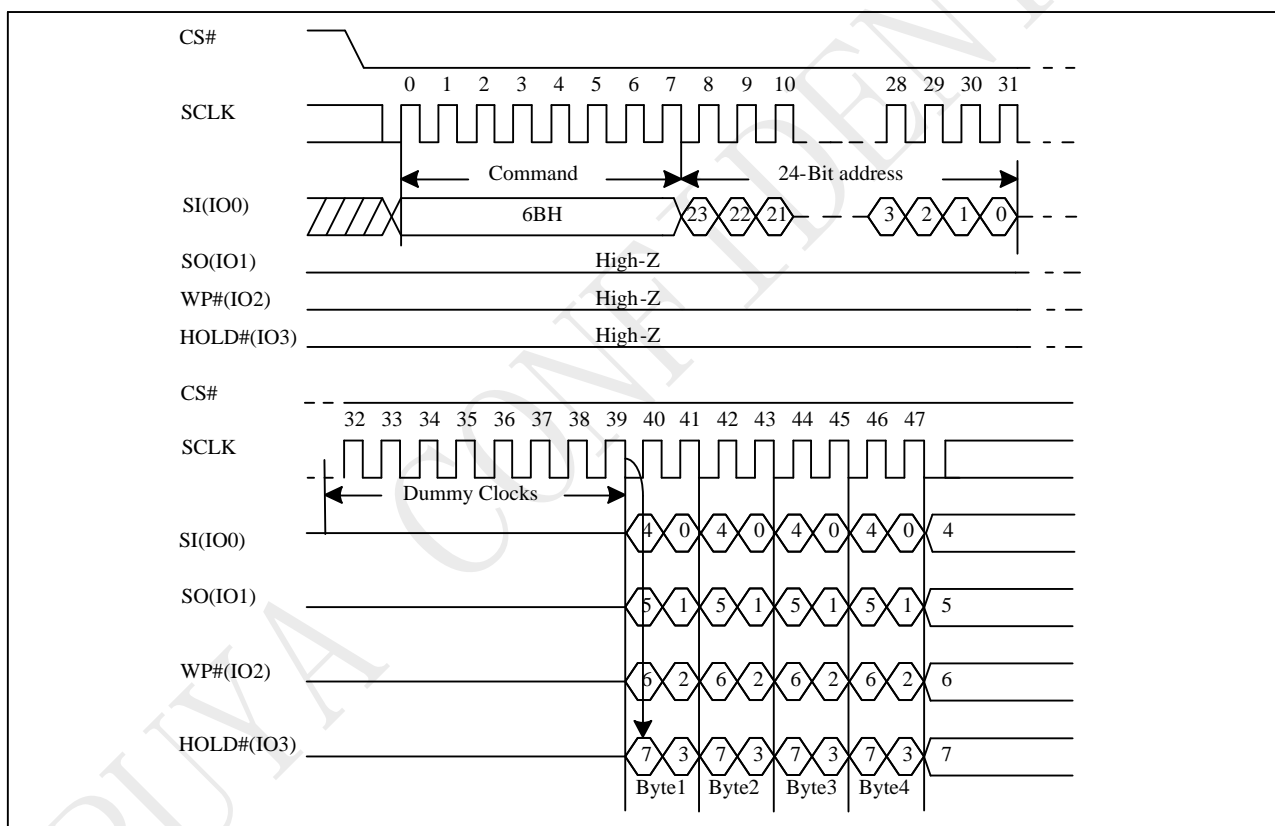 CS#
0 1 2 3 4 5 6 7 8 9 10 28 29 30 31
SCLK
Command 24-Bit address
SI(IO0) 6BH 23 22 21 3 2 1 0
SO(IO1) High-Z
WP#(IO2) High-Z
HOLD#(IO3) High-Z
CS#
32 33 34 35 36 37 38 39 40 41 42 43 44 45 46 47
SCLK
Dummy Clocks
SI(IO0) 4 0 4 0 4 0 4 0 4
SO(IO1) 5 1 5 1 5 1 5 1 5
WP#(IO2) 6 2 6 2 6 2 6 2 6
HOLD#(IO3) 7 3 7 3 7 3 7 3 7
Byte1 Byte2 Byte3 Byte4
PUYA CONFIDENT